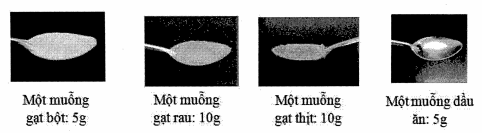 Một muỗng
gạt bột: 5g
Một muỗng
gạt rau: 10g
Một muỗng
gạt thịt: 10g
Một muỗng dầu
ăn: 5g